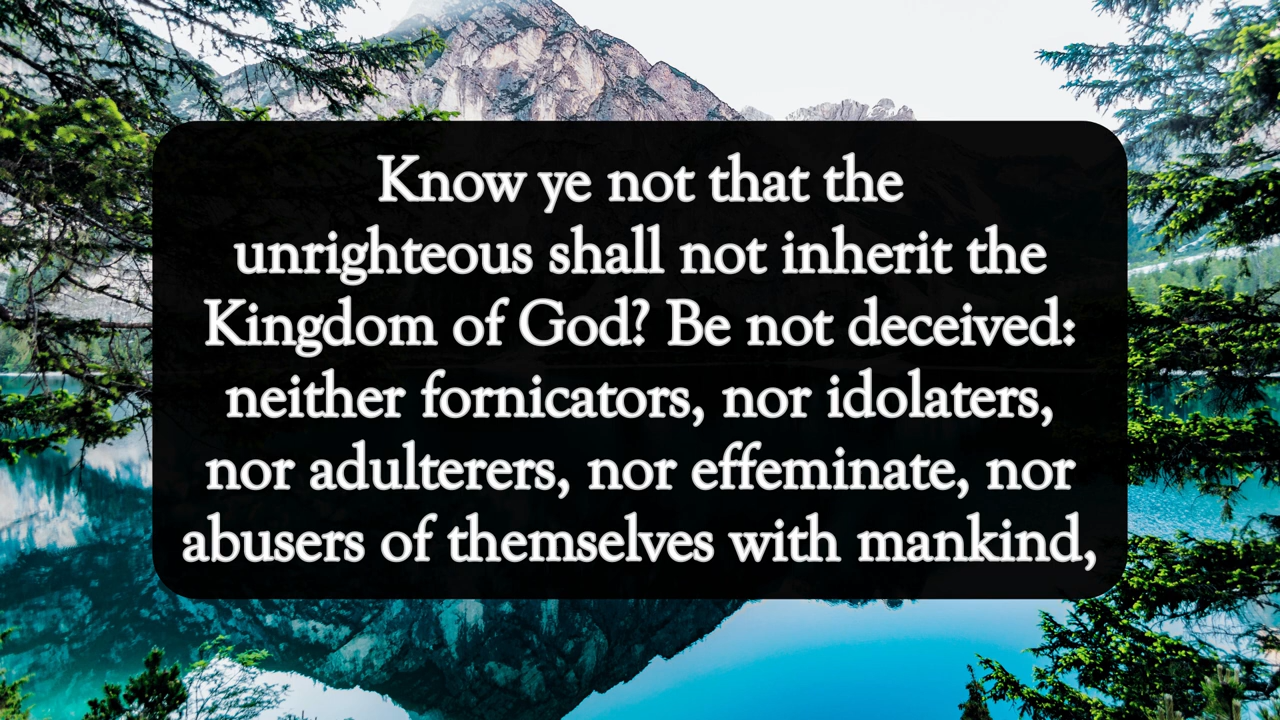 Know ye not that the
unrighteous shall not inherit the
Kingdom of God? Be not deceived:
neither fornicators, nor idolaters,
nor adulterers, nor effeminate, nor
abusers of themselves with mankind,